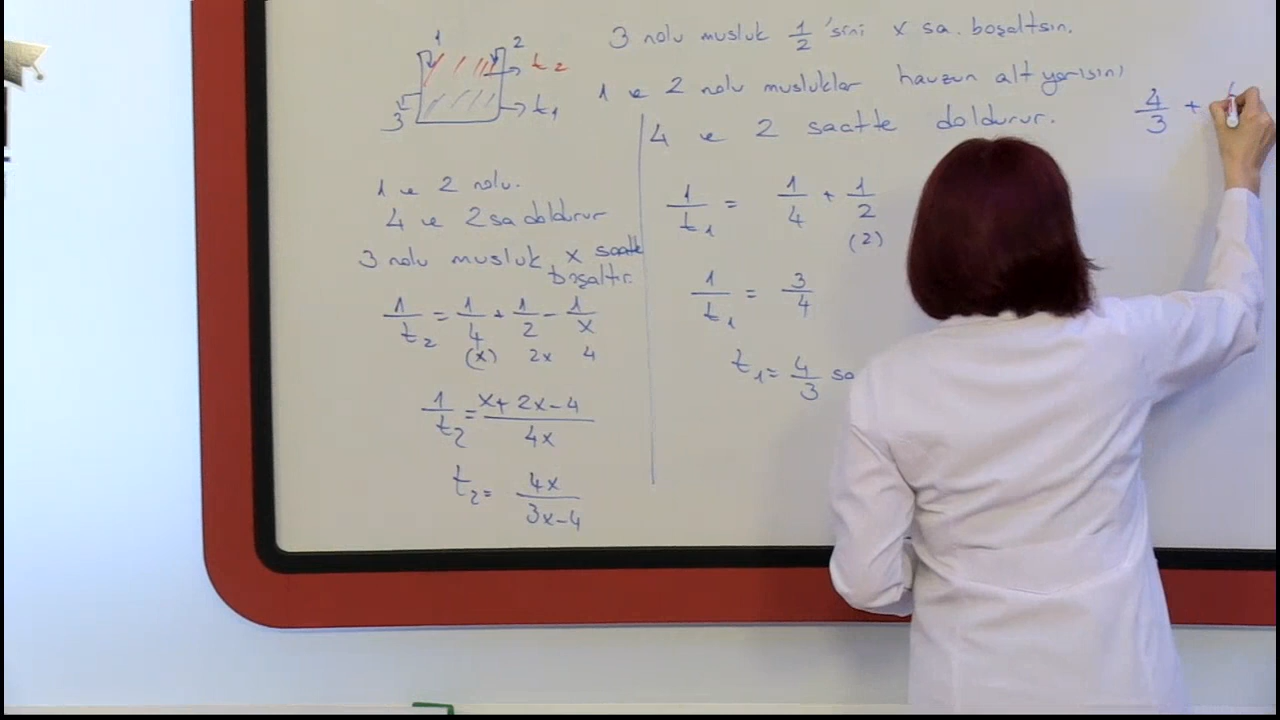 3 nolu musluk 1/2 'sini x sa. boşaltsın.
1 ve 2 nolu musluklar havzun alt yarısını
4 ve 2 saatte doldurur.
4/3 +
1 2
t2
t1
3
1 ve 2 nolu.
4 ve 2 sa doldurur
3 nolu musluk x saatte
boşaltır.
1/t2 = 1/4 + 1/2 - 1/x
(x) 2x 4
1/t2 = x+2x-4/4x
t2 = 4x/3x-4
1/t1 = 1/4 + 1/2
(2)
1/t1 = 3/4
t1 = 4/3 sa